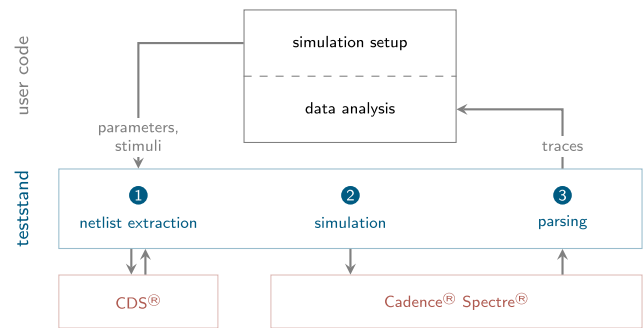 user code
simulation setup
data analysis
parameters,
stimuli
traces
teststand
1
netlist extraction
2
simulation
3
parsing
CDS®
Cadence® Spectre®